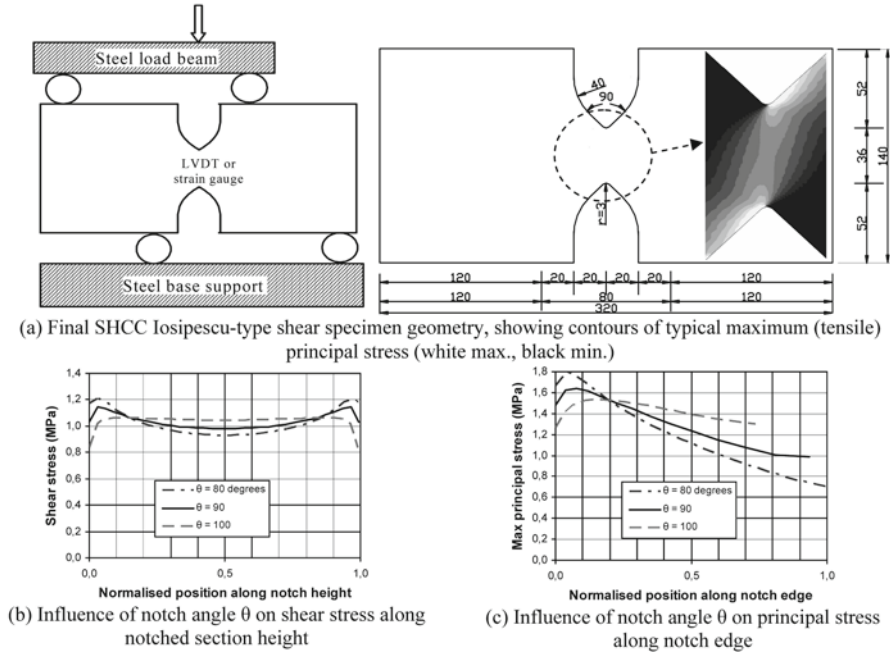 Steel load beam
LVDT or
strain gauge
Steel base support
40
90
r=3
52
36
52
140
120
20
20
20
20
120
120
80
120
320
(a) Final SHCC Iosipescu-type shear specimen geometry, showing contours of typical maximum (tensile)
principal stress (white max., black min.)
Shear stress (MPa)
1,4
1,2
1,0
0,8
0,6
0,4
0,2
0,0
θ = 80 degrees
θ = 90
θ = 100
0,0
0,5
1,0
Normalised position along notch height
(b) Influence of notch angle θ on shear stress along
notched section height
Max principal stress (MPa)
1,8
1,6
1,4
1,2
1,0
0,8
0,6
0,4
0,2
0,0
θ = 80 degrees
θ = 90
θ = 100
0,0
0,5
1,0
Normalised position along notch edge
(c) Influence of notch angle θ on principal stress
along notch edge